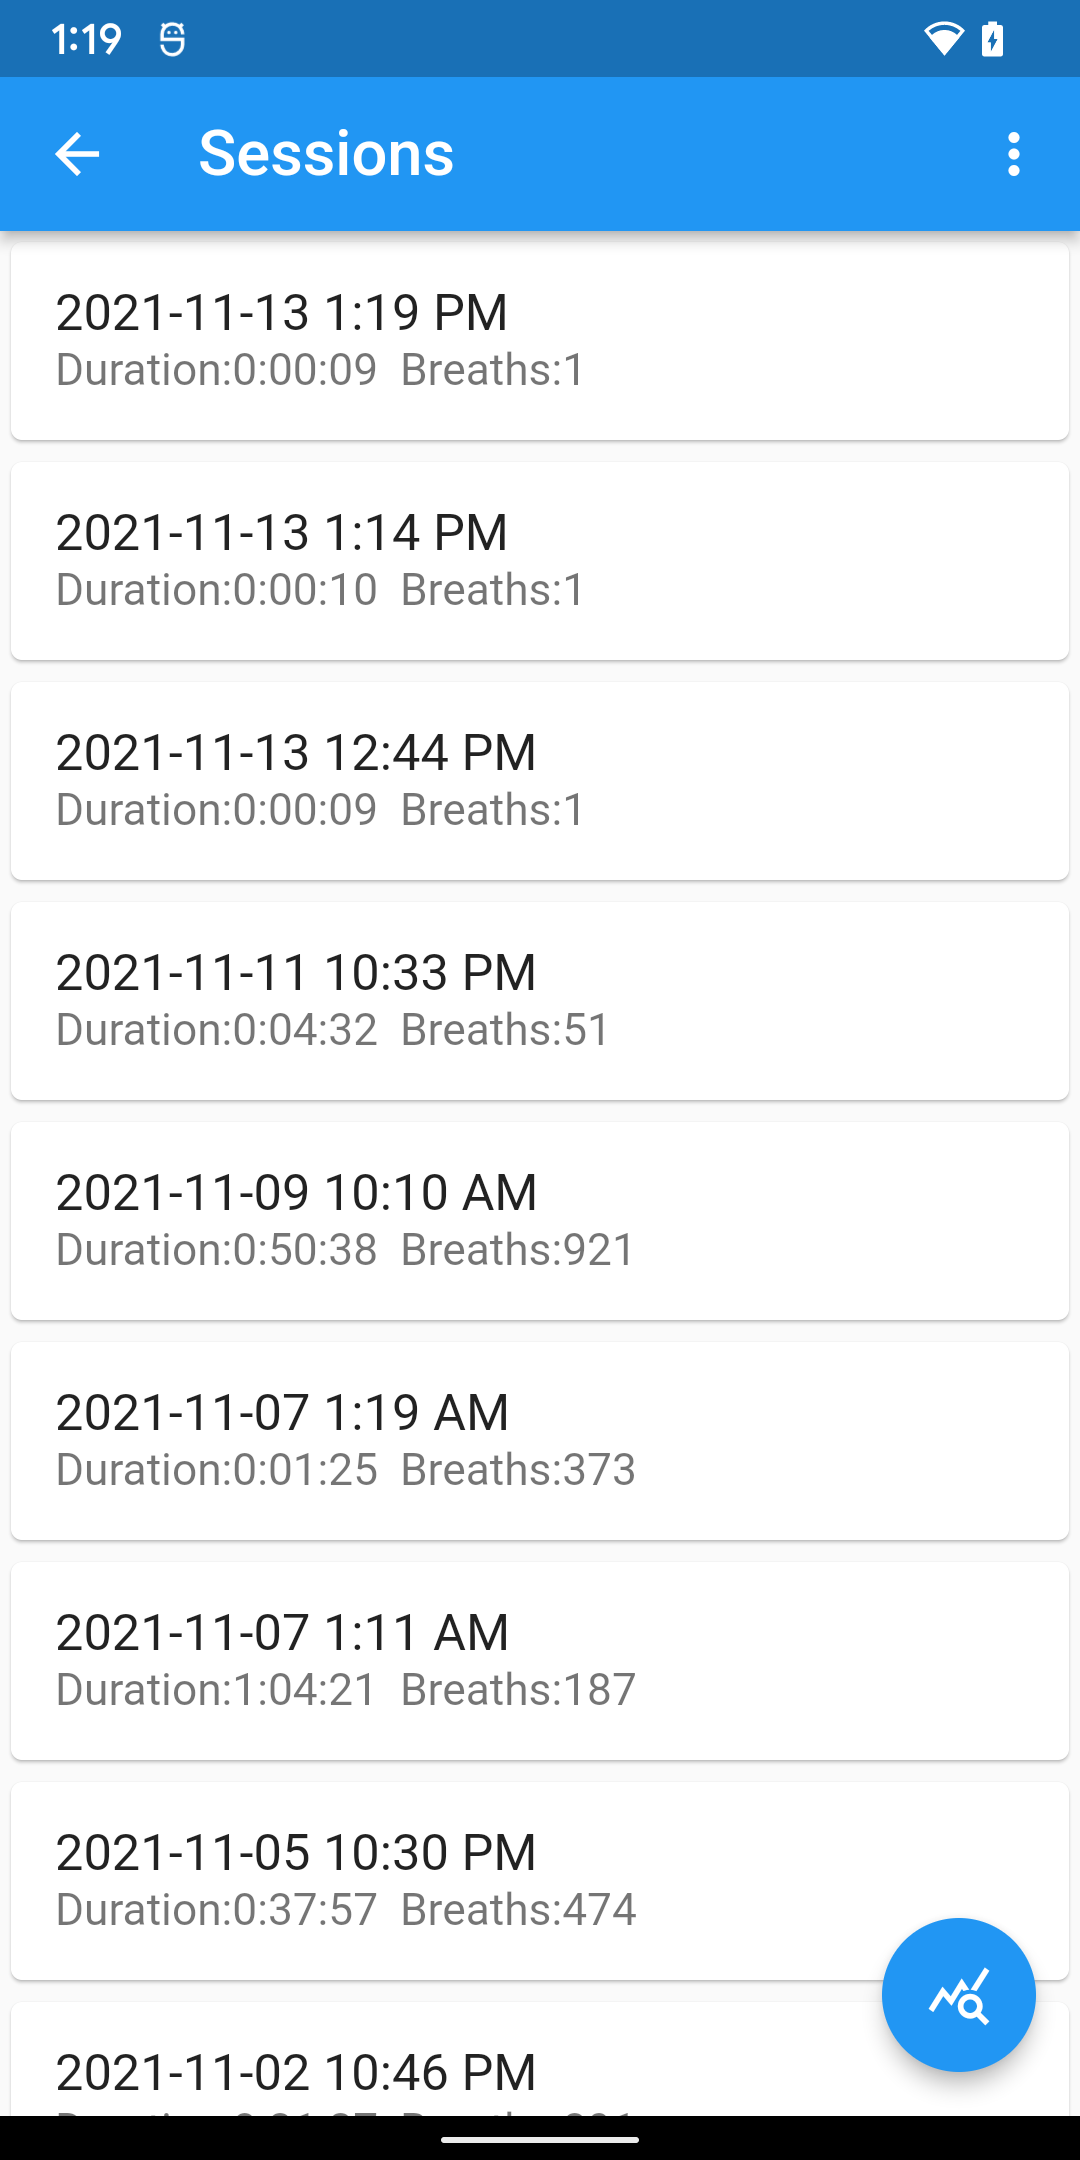 1:19
Sessions
2021-11-13 1:19 PM
Duration:0:00:09 Breaths:1
2021-11-13 1:14 PM
Duration:0:00:10 Breaths:1
2021-11-13 12:44 PM
Duration:0:00:09 Breaths:1
2021-11-11 10:33 PM
Duration:0:04:32 Breaths:51
2021-11-09 10:10 AM
Duration:0:50:38 Breaths:921
2021-11-07 1:19 AM
Duration:0:01:25 Breaths:373
2021-11-07 1:11 AM
Duration:1:04:21 Breaths:187
2021-11-05 10:30 PM
Duration:0:37:57 Breaths:474
2021-11-02 10:46 PM